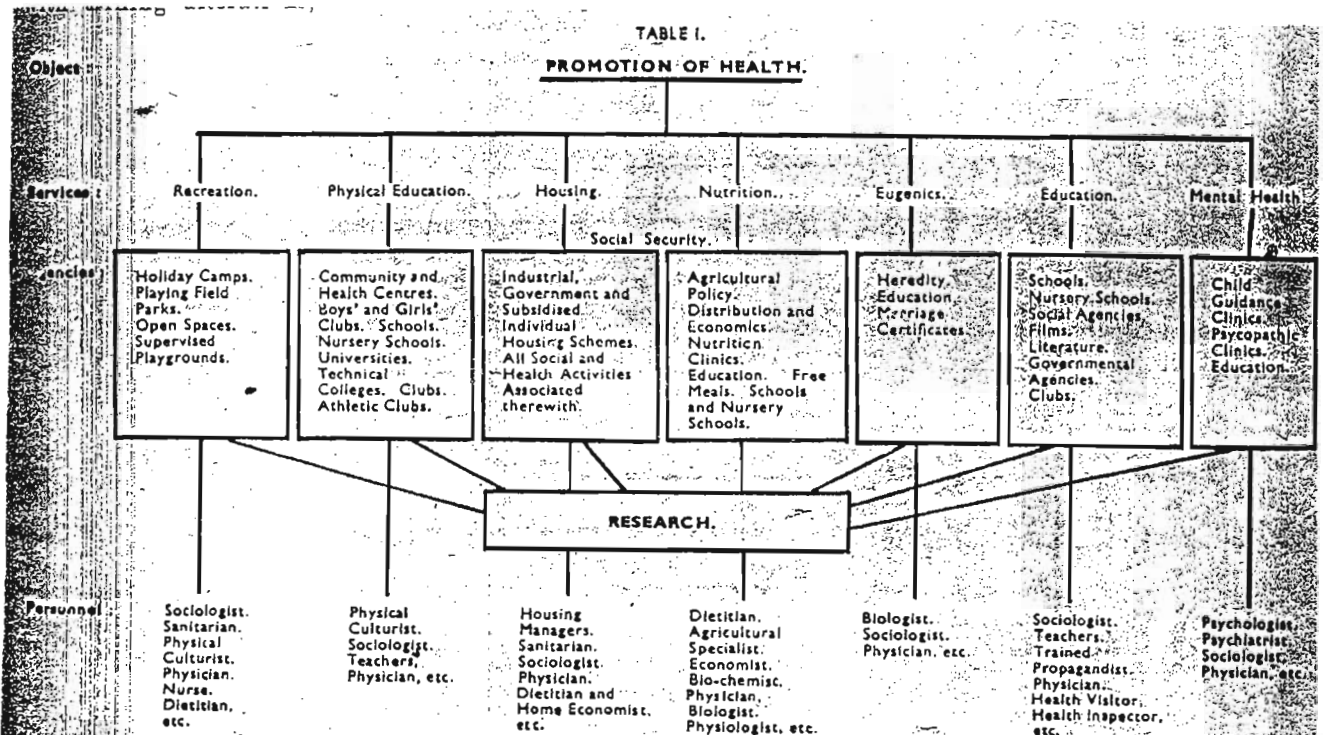 TABLE I.
Object :
PROMOTION OF HEALTH.
Services :
Recreation.
Physical Education.
Housing.
Nutrition.
Eugenics.
Education.
Mental Health
Social Security.
encies
Holiday Camps.
Playing Field
Parks.
Open Spaces.
Supervised
Playgrounds.
Community and
Health Centres.
Boys' and Girls'
Clubs. Schools.
Nursery Schools.
Universities.
Technical
Colleges. Clubs.
Athletic Clubs.
Industrial,
Government and
Subsidised.
Individual
Housing Schemes.
All Social and
Health Activities
Associated
therewith.
Agricultural
Policy.
Distribution and
Economics.
Nutrition
Clinics.
Education. Free
Meals. Schools
and Nursery
Schools.
Heredity.
Education.
Marriage
Certificates.
Schools.
Nursery Schools.
Social Agencies.
Films.
Literature.
Governmental
Agencies.
Clubs.
Child
Guidance
Clinics.
Psycopathic
Clinics.
Education.
RESEARCH.
Personnel
Sociologist.
Sanitarian.
Physical
Culturist.
Physician.
Nurse.
Dietitian,
etc.
Physical
Culturist.
Sociologist.
Teachers,
Physician, etc.
Housing
Managers.
Sanitarian.
Sociologist.
Physician.
Dietitian and
Home Economist,
etc.
Dietitian.
Agricultural
Specialist.
Economist.
Bio-chemist.
Physician,
Biologist.
Physiologist, etc.
Biologist.
Sociologist.
Physician, etc.
Sociologist.
Teachers.
Trained
Propagandist.
Physician.
Health Visitor,
Health Inspector,
etc.
Psychologist.
Psychiatrist.
Sociologist.
Physician, etc.